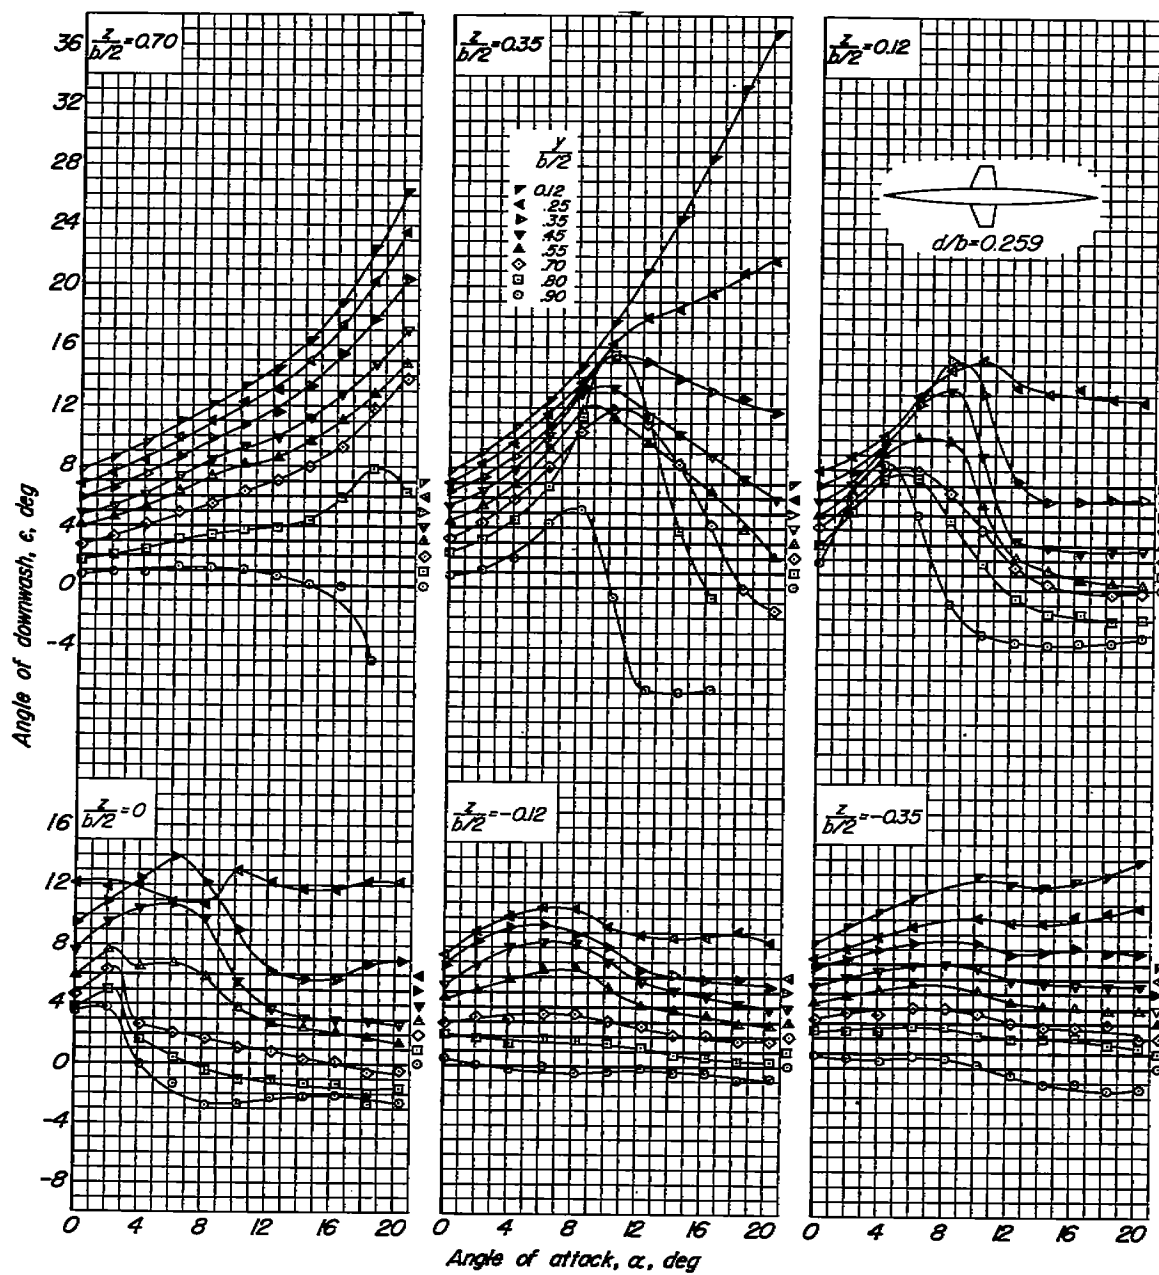 z/b/2 = 0.70
z/b/2 = 0.35
z/b/2 = 0.12
36
32
28
24
20
16
12
8
4
0
-4
y/b/2
0.12
.25
.35
.45
.55
.70
.80
.90
d/b=0.259
Angle of downwash, ϵ, deg
z/b/2 = 0
z/b/2 = -0.12
z/b/2 = -0.35
16
12
8
4
0
-4
-8
0 4 8 12 16 20
0 4 8 12 16 20
0 4 8 12 16 20
Angle of attack, α, deg